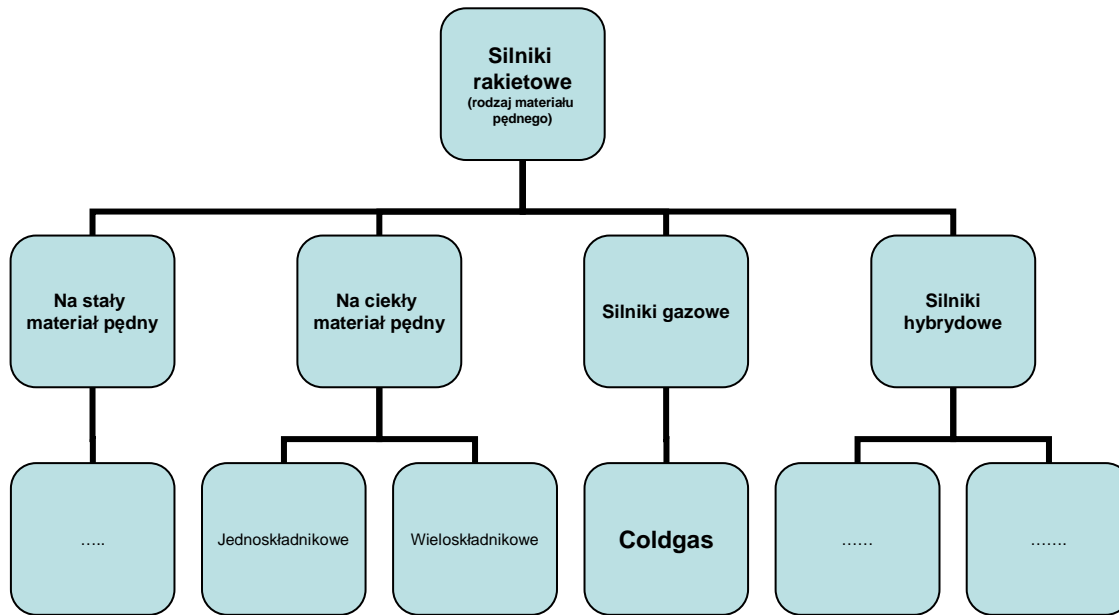 Silniki
rakietowe
(rodzaj materiału
pędnego)
Na stały
materiał pędny
Na ciekły
materiał pędny
Silniki gazowe
Silniki
hybrydowe
…..
Jednoskładnikowe
Wieloskładnikowe
Coldgas
……
…….